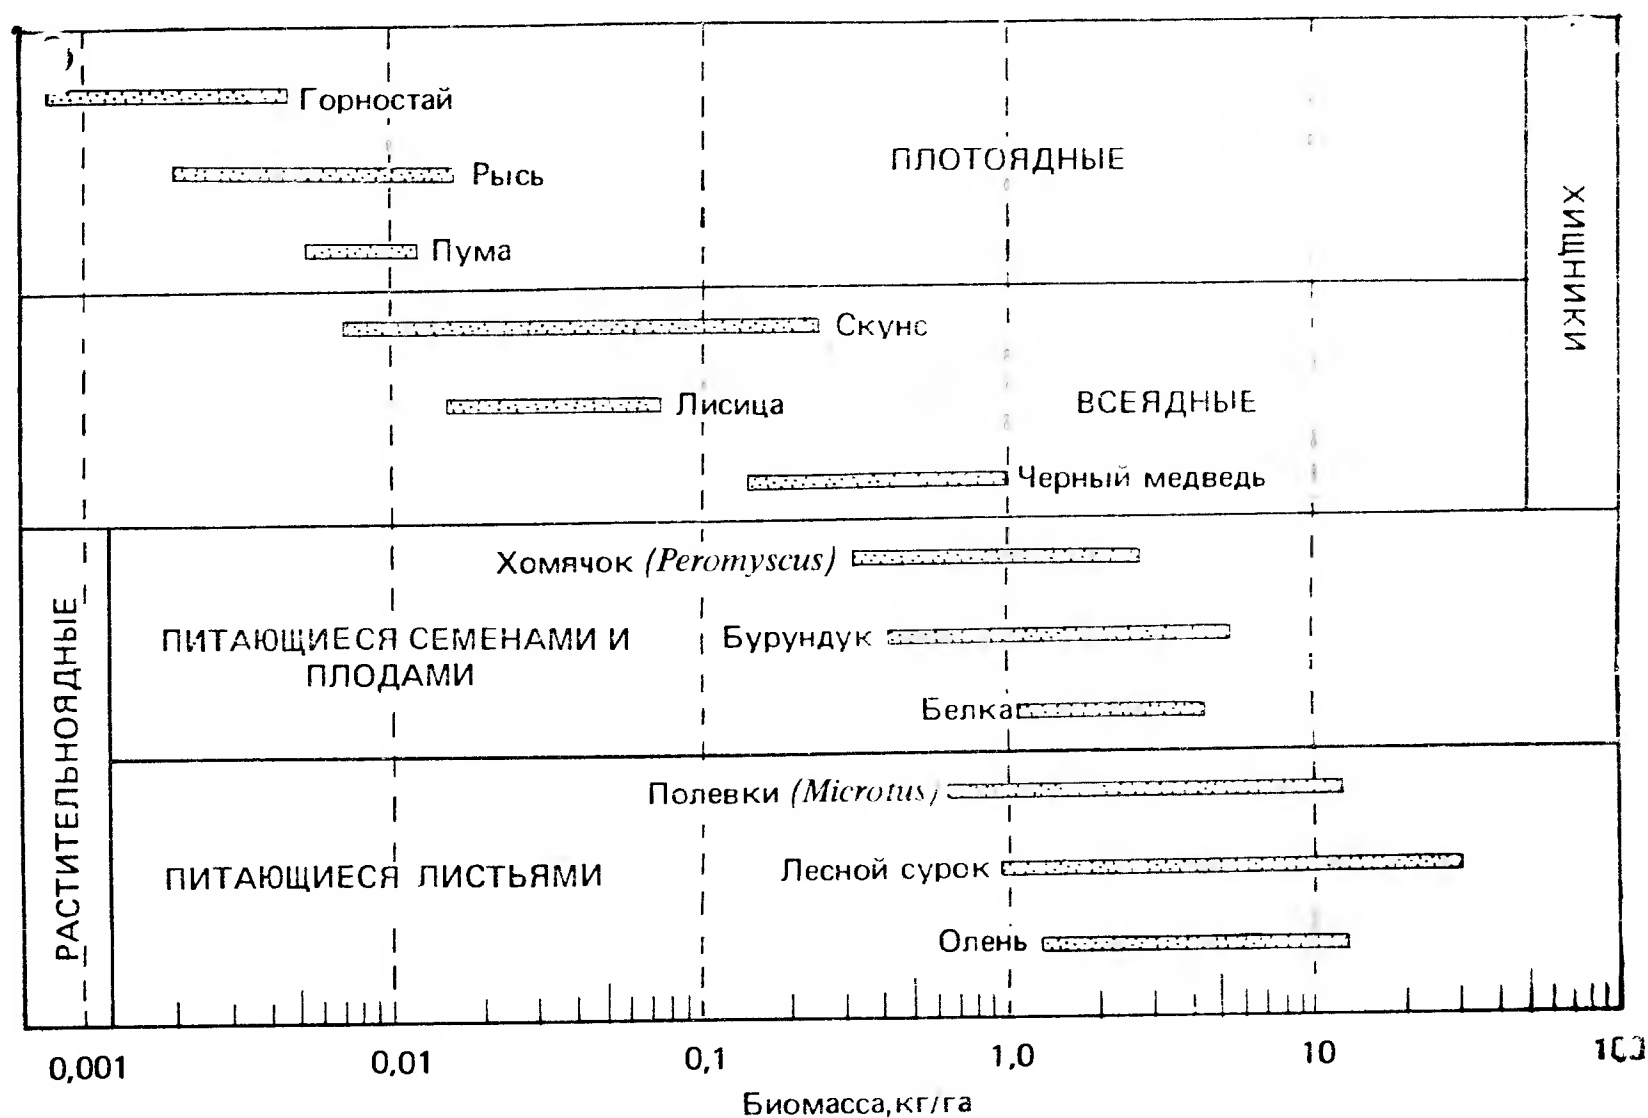 Горностай
Рысь
Пума
ПЛОТОЯДНЫЕ
Скунс
Лисица
Черный медведь
ВСЕЯДНЫЕ
ХИЩНИКИ
Хомячок (Peromyscus)
Бурундук
Белка
ПИТАЮЩИЕСЯ СЕМЕНАМИ И
ПЛОДАМИ
Полевки (Microtus)
Лесной сурок
Олень
ПИТАЮЩИЕСЯ ЛИСТЬЯМИ
РАСТИТЕЛЬНОЯДНЫЕ
0,001 0,01 0,1 1,0 10 100
Биомасса, кг/га